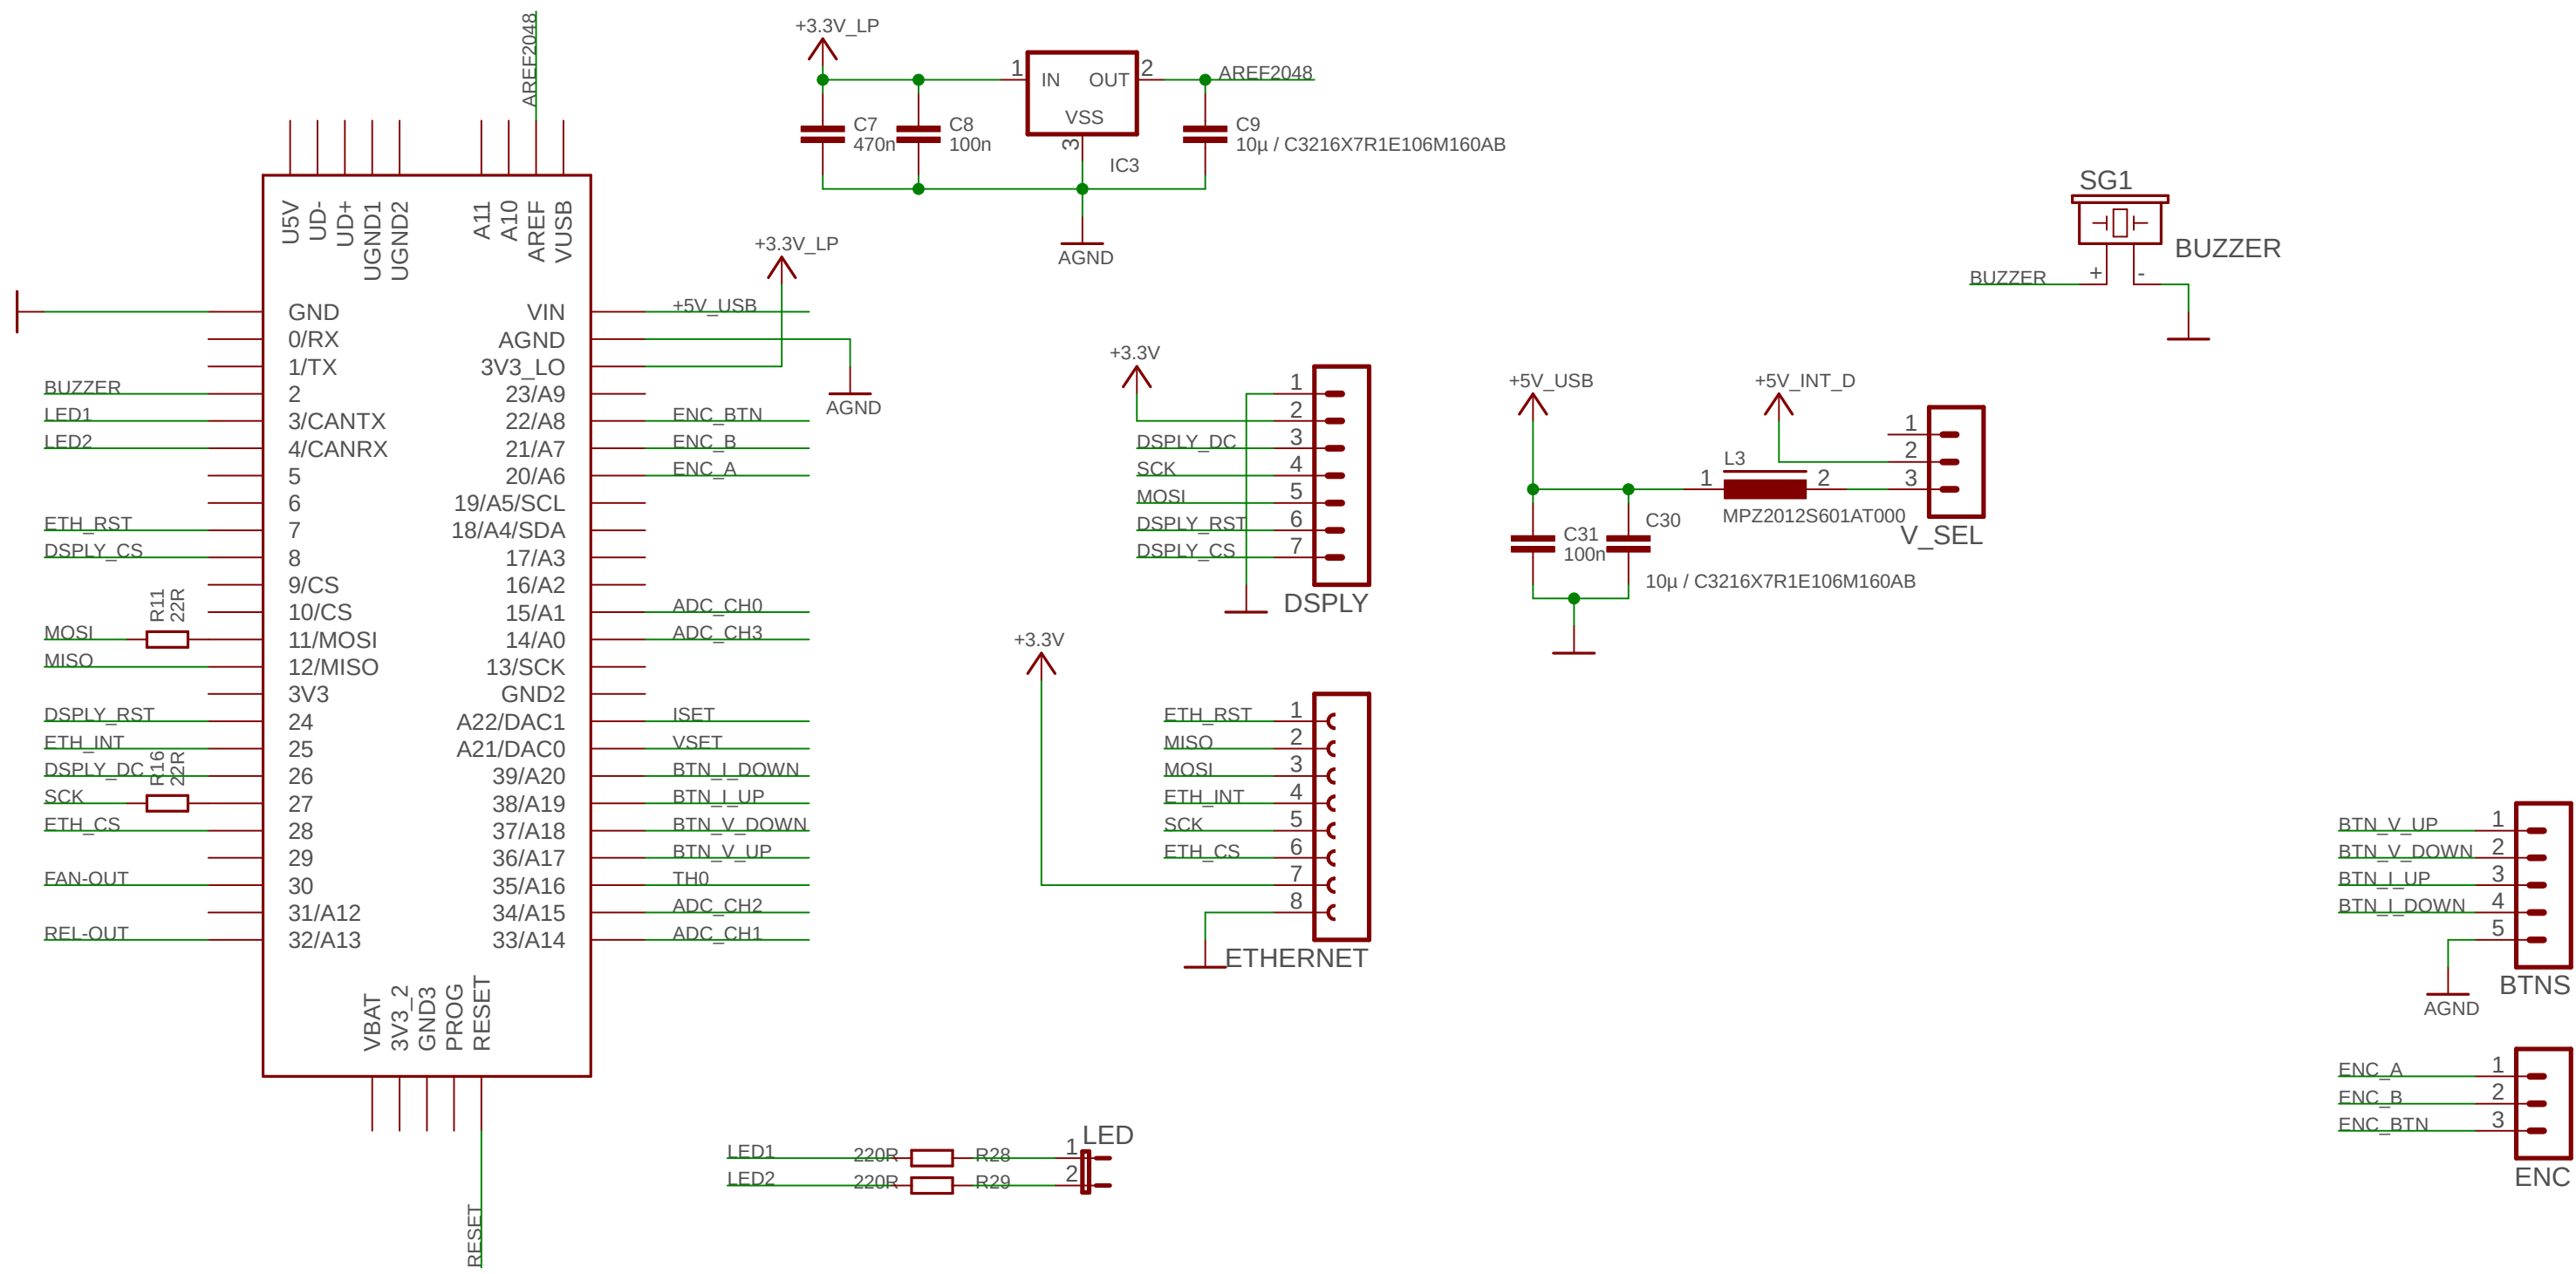 AREF2048
U5V
UD-
UD+
UGND1
UGND2
A11
A10
AREF
VUSB
GND
0/RX
1/TX
BUZZER
2
LED1
3/CANTX
LED2
4/CANRX
5
6
ETH_RST
7
DSPLY_CS
8
9/CS
R11
22R
10/CS
MOSI
11/MOSI
MISO
12/MISO
3V3
DSPLY_RST
24
ETH_INT
25
DSPLY_DC
26
R16
22R
SCK
27
ETH_CS
28
29
FAN-OUT
30
31/A12
REL-OUT
32/A13
VIN
+5V_USB
AGND
3V3_LO
+3.3V_LP
AGND
23/A9
22/A8
ENC_BTN
21/A7
ENC_B
20/A6
ENC_A
19/A5/SCL
18/A4/SDA
17/A3
16/A2
15/A1
ADC_CH0
14/A0
ADC_CH3
13/SCK
GND2
A22/DAC1
ISET
A21/DAC0
VSET
39/A20
BTN_I_DOWN
38/A19
BTN_I_UP
37/A18
BTN_V_DOWN
36/A17
BTN_V_UP
35/A16
TH0
34/A15
ADC_CH2
33/A14
ADC_CH1
VBAT
3V3_2
GND3
PROG
RESET
RESET
+3.3V_LP
1
IN
OUT
2
AREF2048
VSS
3
IC3
C7
470n
C8
100n
C9
10µ / C3216X7R1E106M160AB
AGND
+3.3V
1
2
DSPLY_DC
3
SCK
4
MOSI
5
DSPLY_RST
6
DSPLY_CS
7
DSPLY
+3.3V
ETH_RST
1
MISO
2
MOSI
3
ETH_INT
4
SCK
5
ETH_CS
6
7
8
ETHERNET
LED
LED1
220R
R28
1
LED2
220R
R29
2
SG1
BUZZER
BUZZER
+
-
+5V_USB
+5V_INT_D
1
2
3
V_SEL
L3
1
2
MPZ2012S601AT000
C31
100n
C30
10µ / C3216X7R1E106M160AB
BTN_V_UP
1
BTN_V_DOWN
2
BTN_I_UP
3
BTN_I_DOWN
4
5
BTNS
AGND
ENC_A
1
ENC_B
2
ENC_BTN
3
ENC